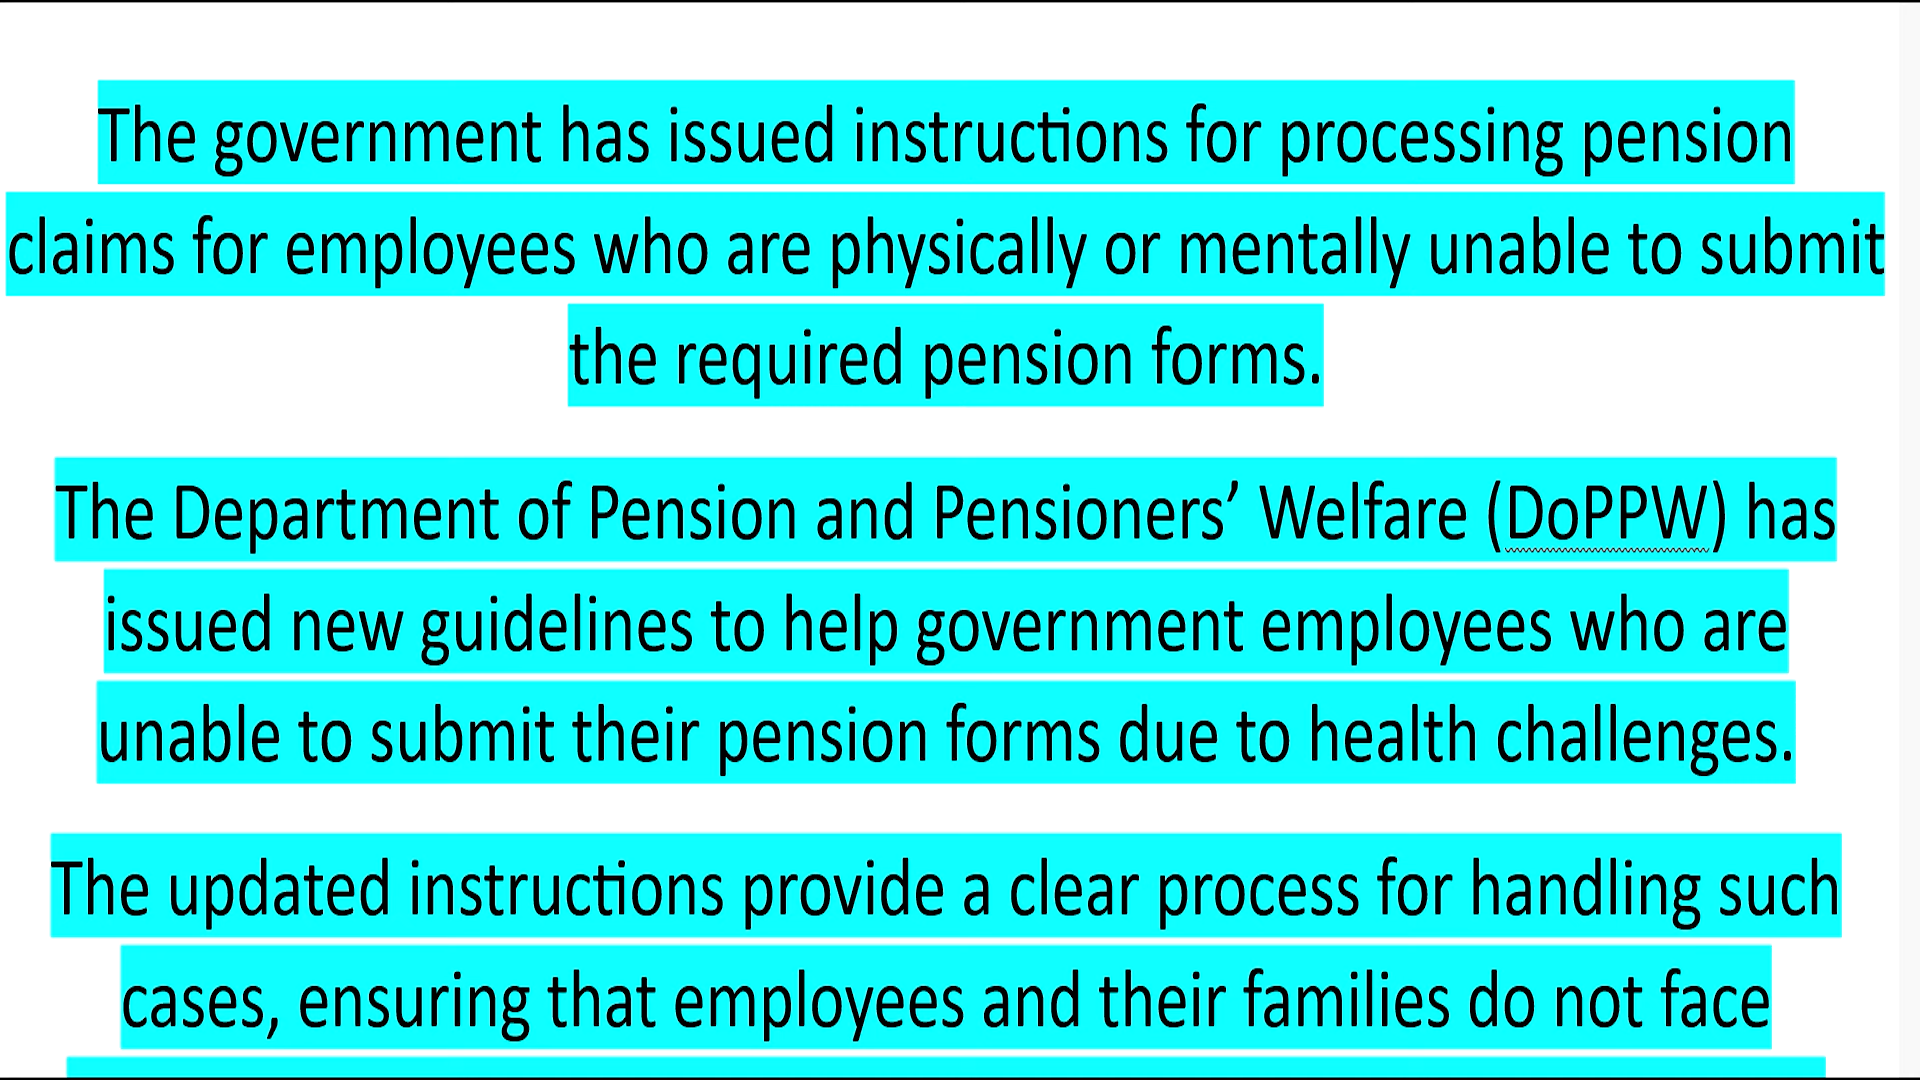 The government has issued instructions for processing pension
claims for employees who are physically or mentally unable to submit
the required pension forms.
The Department of Pension and Pensioners’ Welfare (DoPPW) has
issued new guidelines to help government employees who are
unable to submit their pension forms due to health challenges.
The updated instructions provide a clear process for handling such
cases, ensuring that employees and their families do not face